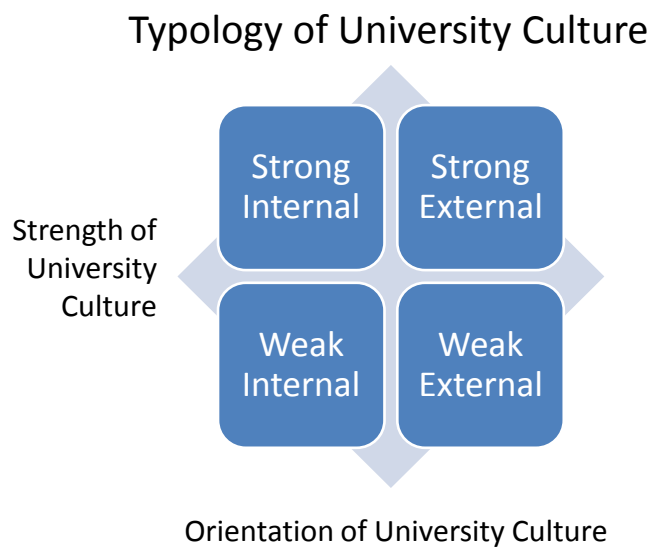 Typology of University Culture
Strong
Internal
Strong
External
Strength of
University
Culture
Weak
Internal
Weak
External
Orientation of University Culture